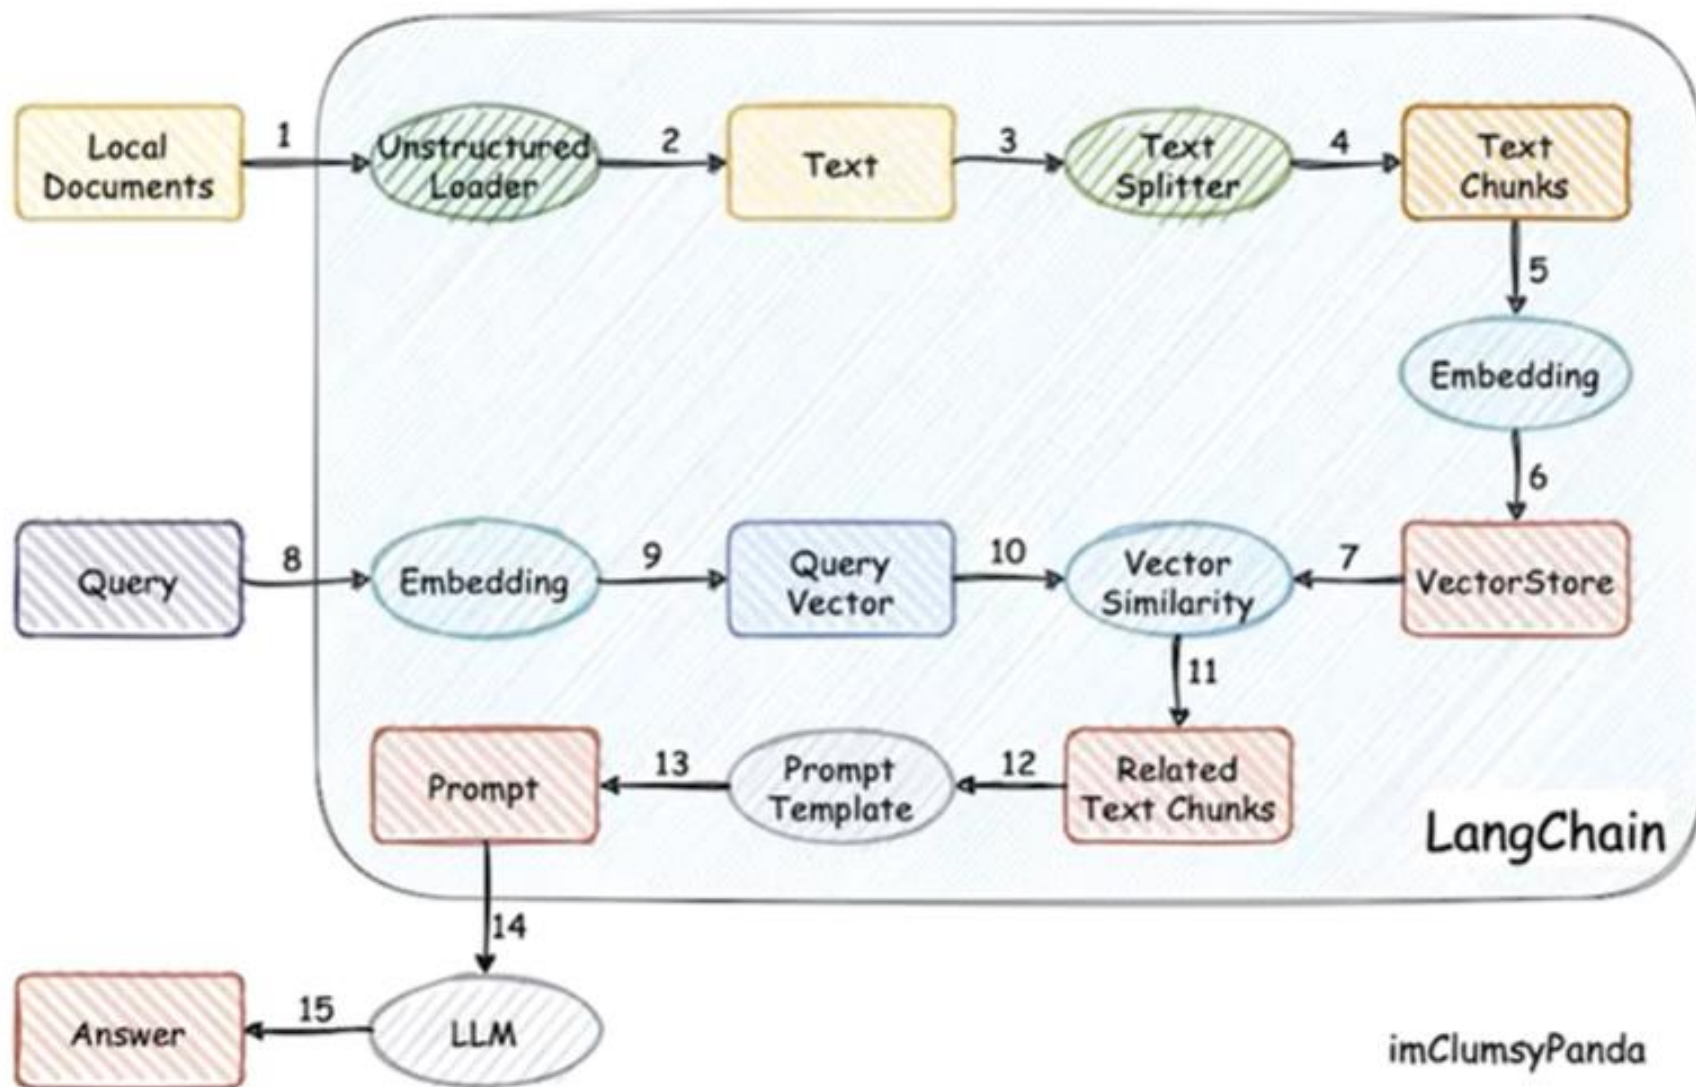 Local
Documents
1
Unstructured
Loader
2
Text
3
Text
Splitter
4
Text
Chunks
5
Embedding
6
Query
8
Embedding
9
Query
Vector
10
Vector
Similarity
7
VectorStore
11
Prompt
13
Prompt
Template
12
Related
Text Chunks
LangChain
14
Answer
15
LLM
imClumsyPanda